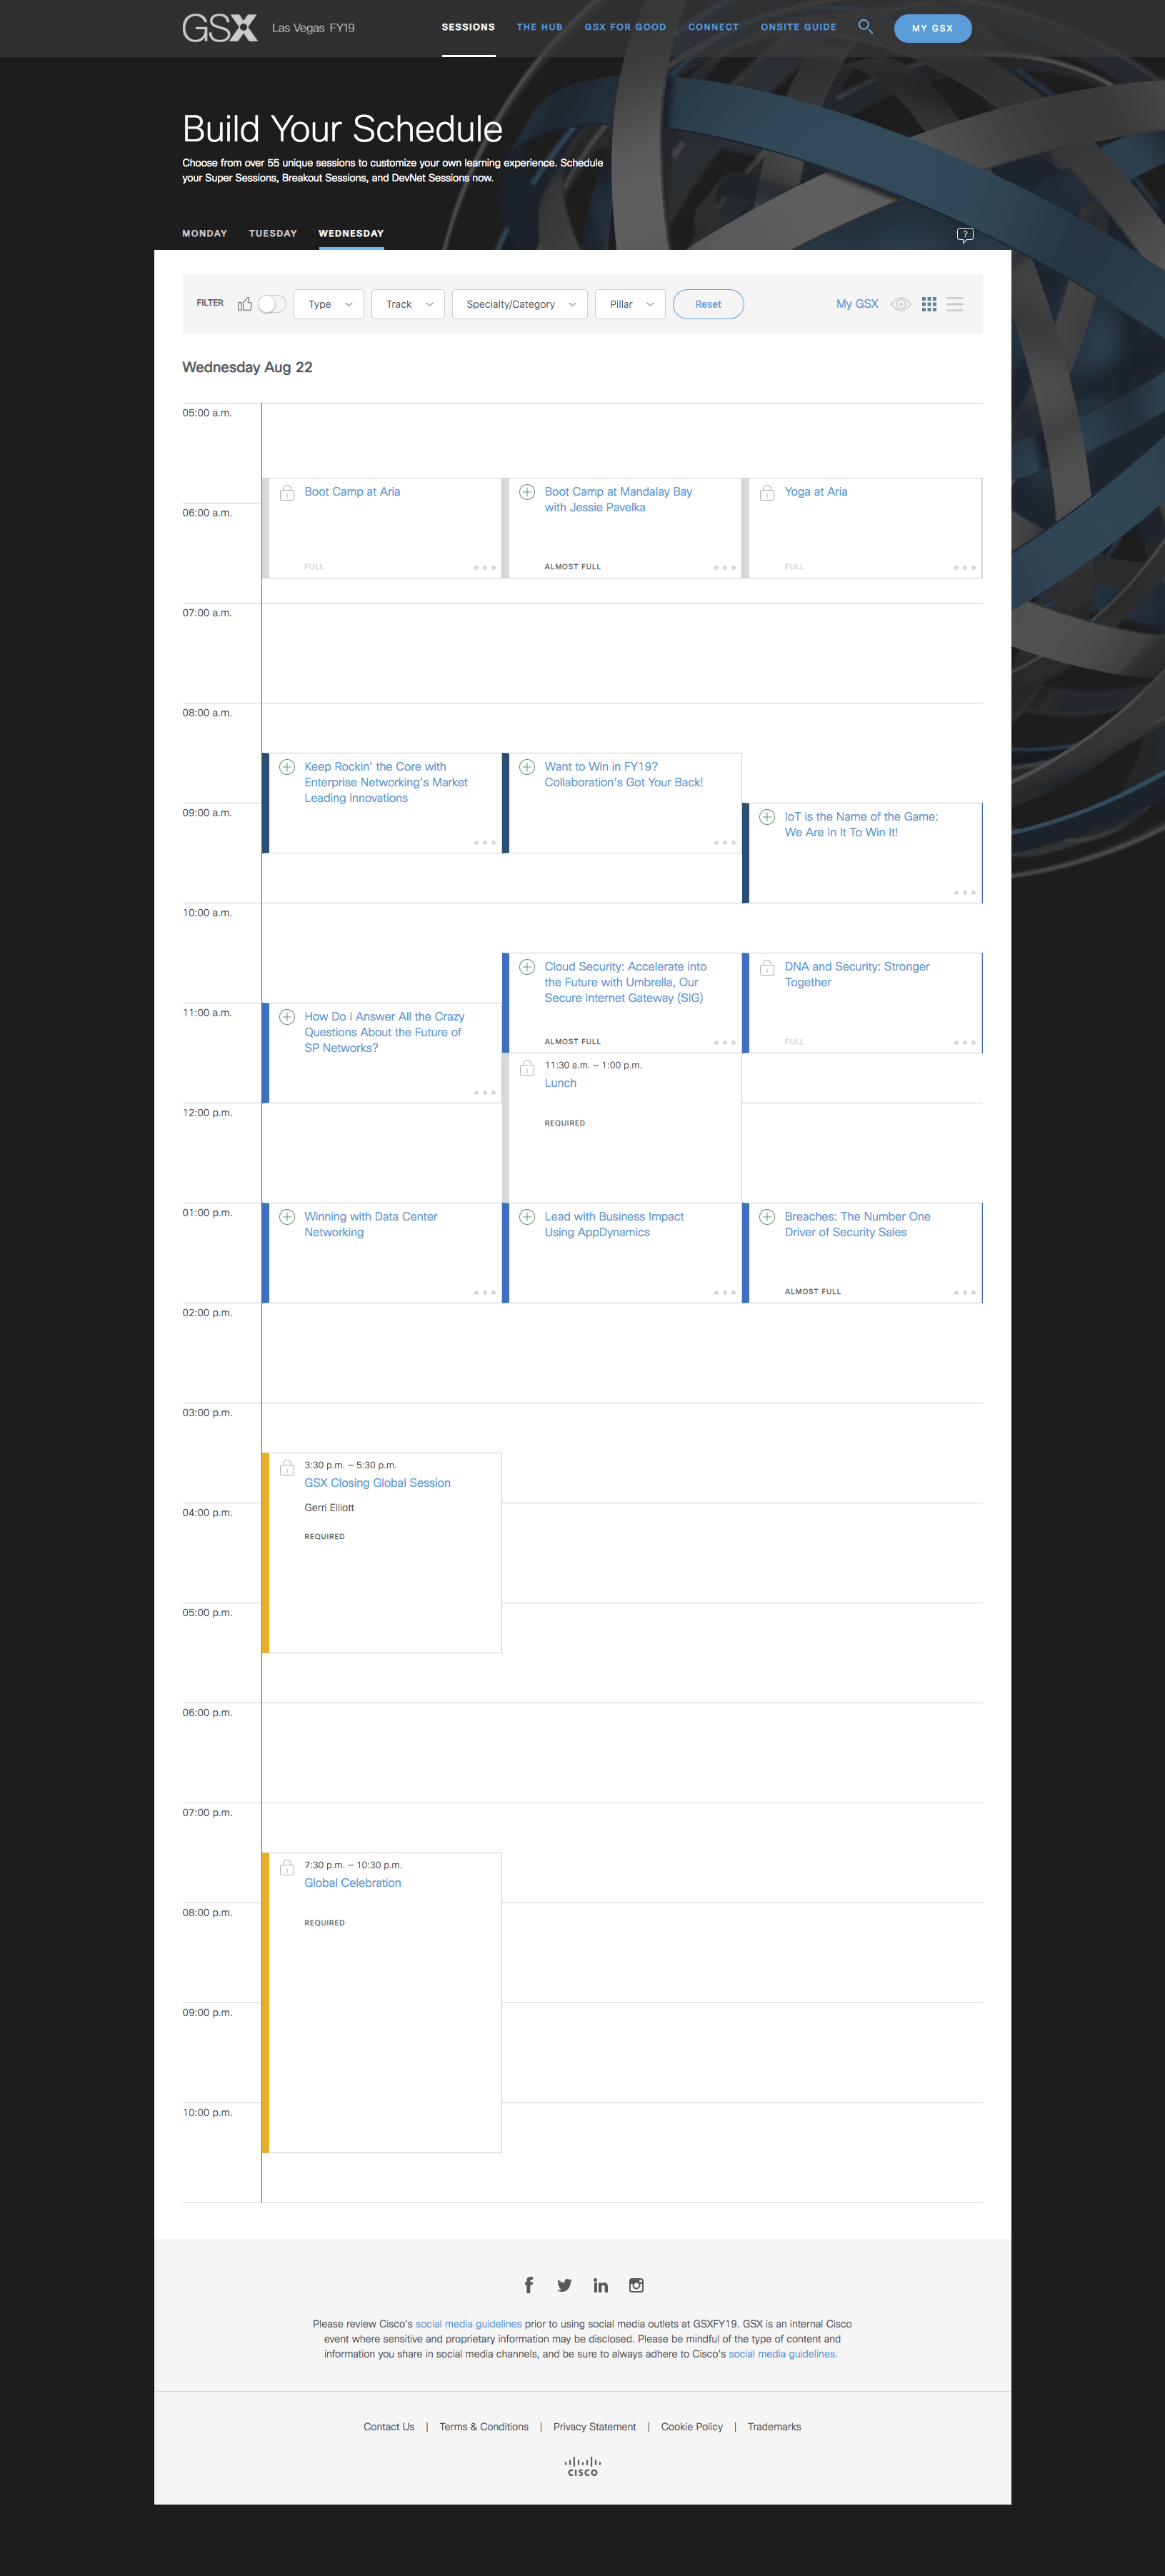 GSX Las Vegas FY19
SESSIONS
THE HUB
GSX FOR GOOD
CONNECT
ONSITE GUIDE
MY GSX
Build Your Schedule
Choose from over 55 unique sessions to customize your own learning experience. Schedule
your Super Sessions, Breakout Sessions, and DevNet Sessions now.
MONDAY
TUESDAY
WEDNESDAY
?
FILTER
Type
Track
Specialty/Category
Pillar
Reset
My GSX
Wednesday Aug 22
05:00 a.m.
Boot Camp at Aria
FULL
Boot Camp at Mandalay Bay
with Jessie Pavelka
ALMOST FULL
Yoga at Aria
FULL
06:00 a.m.
07:00 a.m.
08:00 a.m.
Keep Rockin' the Core with
Enterprise Networking's Market
Leading Innovations
Want to Win in FY19?
Collaboration's Got Your Back!
09:00 a.m.
IoT is the Name of the Game:
We Are In It To Win It!
10:00 a.m.
Cloud Security: Accelerate into
the Future with Umbrella, Our
Secure Internet Gateway (SIG)
ALMOST FULL
DNA and Security: Stronger
Together
FULL
11:00 a.m.
How Do I Answer All the Crazy
Questions About the Future of
SP Networks?
11:30 a.m. – 1:00 p.m.
Lunch
REQUIRED
12:00 p.m.
01:00 p.m.
Winning with Data Center
Networking
Lead with Business Impact
Using AppDynamics
Breaches: The Number One
Driver of Security Sales
ALMOST FULL
02:00 p.m.
03:00 p.m.
3:30 p.m. – 5:30 p.m.
GSX Closing Global Session
Gerri Elliott
REQUIRED
04:00 p.m.
05:00 p.m.
06:00 p.m.
07:00 p.m.
7:30 p.m. – 10:30 p.m.
Global Celebration
REQUIRED
08:00 p.m.
09:00 p.m.
10:00 p.m.
Please review Cisco's social media guidelines prior to using social media outlets at GSXFY19. GSX is an internal Cisco
event where sensitive and proprietary information may be disclosed. Please be mindful of the type of content and
information you share in social media channels, and be sure to always adhere to Cisco's social media guidelines.
Contact Us | Terms & Conditions | Privacy Statement | Cookie Policy | Trademarks
CISCO